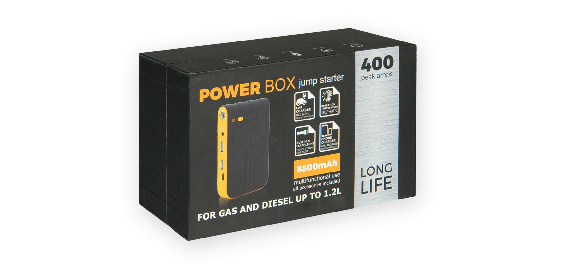 POWER BOX jump starter
400
peak amps
8800mAh
multifunctional use
all accessories included
LONG
LIFE
FOR GAS AND DIESEL UP TO 1.2L